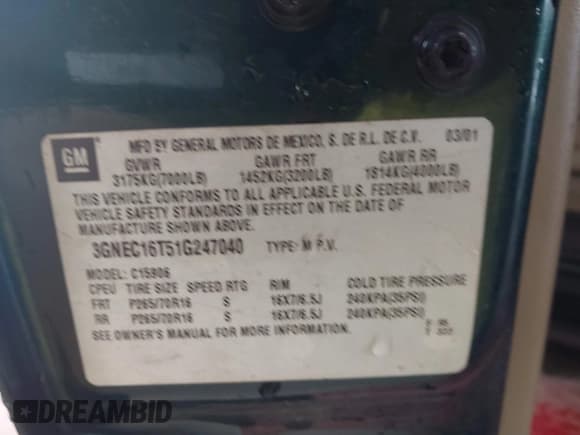 GM
MFD BY GENERAL MOTORS DE MEXICO, S. DE R.L. DE C.V. 03/01
GVWR GAWR FRT GAWR RR
3175KG(7000LB) 1452KG(3200LB) 1814KG(4000LB)
THIS VEHICLE CONFORMS TO ALL APPLICABLE U.S. FEDERAL MOTOR
VEHICLE SAFETY STANDARDS IN EFFECT ON THE DATE OF
MANUFACTURE SHOWN ABOVE.
3GNEC16T51G247040 TYPE: M P.V.
MODEL: C15906
CPEU TIRE SIZE SPEED RTG RIM COLD TIRE PRESSURE
FRT P265/70R16 S 16X7/6.5J 240KPA(35PSI)
RR P265/70R16 S 16X7/6.5J 240KPA(35PSI)
SEE OWNER'S MANUAL FOR MORE INFORMATION.
DREAMBID